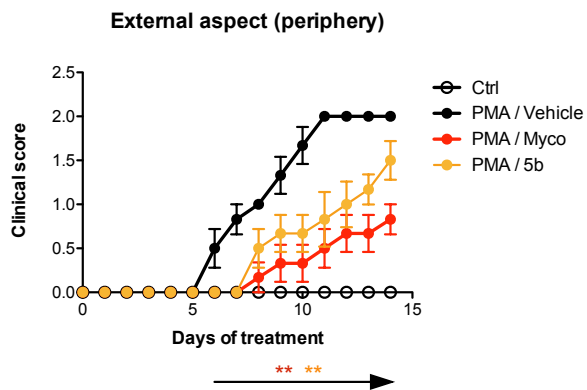 External aspect (periphery)
Clinical score
2.5
2.0
1.5
1.0
0.5
0.0
0
5
10
15
Days of treatment
Ctrl
PMA / Vehicle
PMA / Myco
PMA / 5b
** **